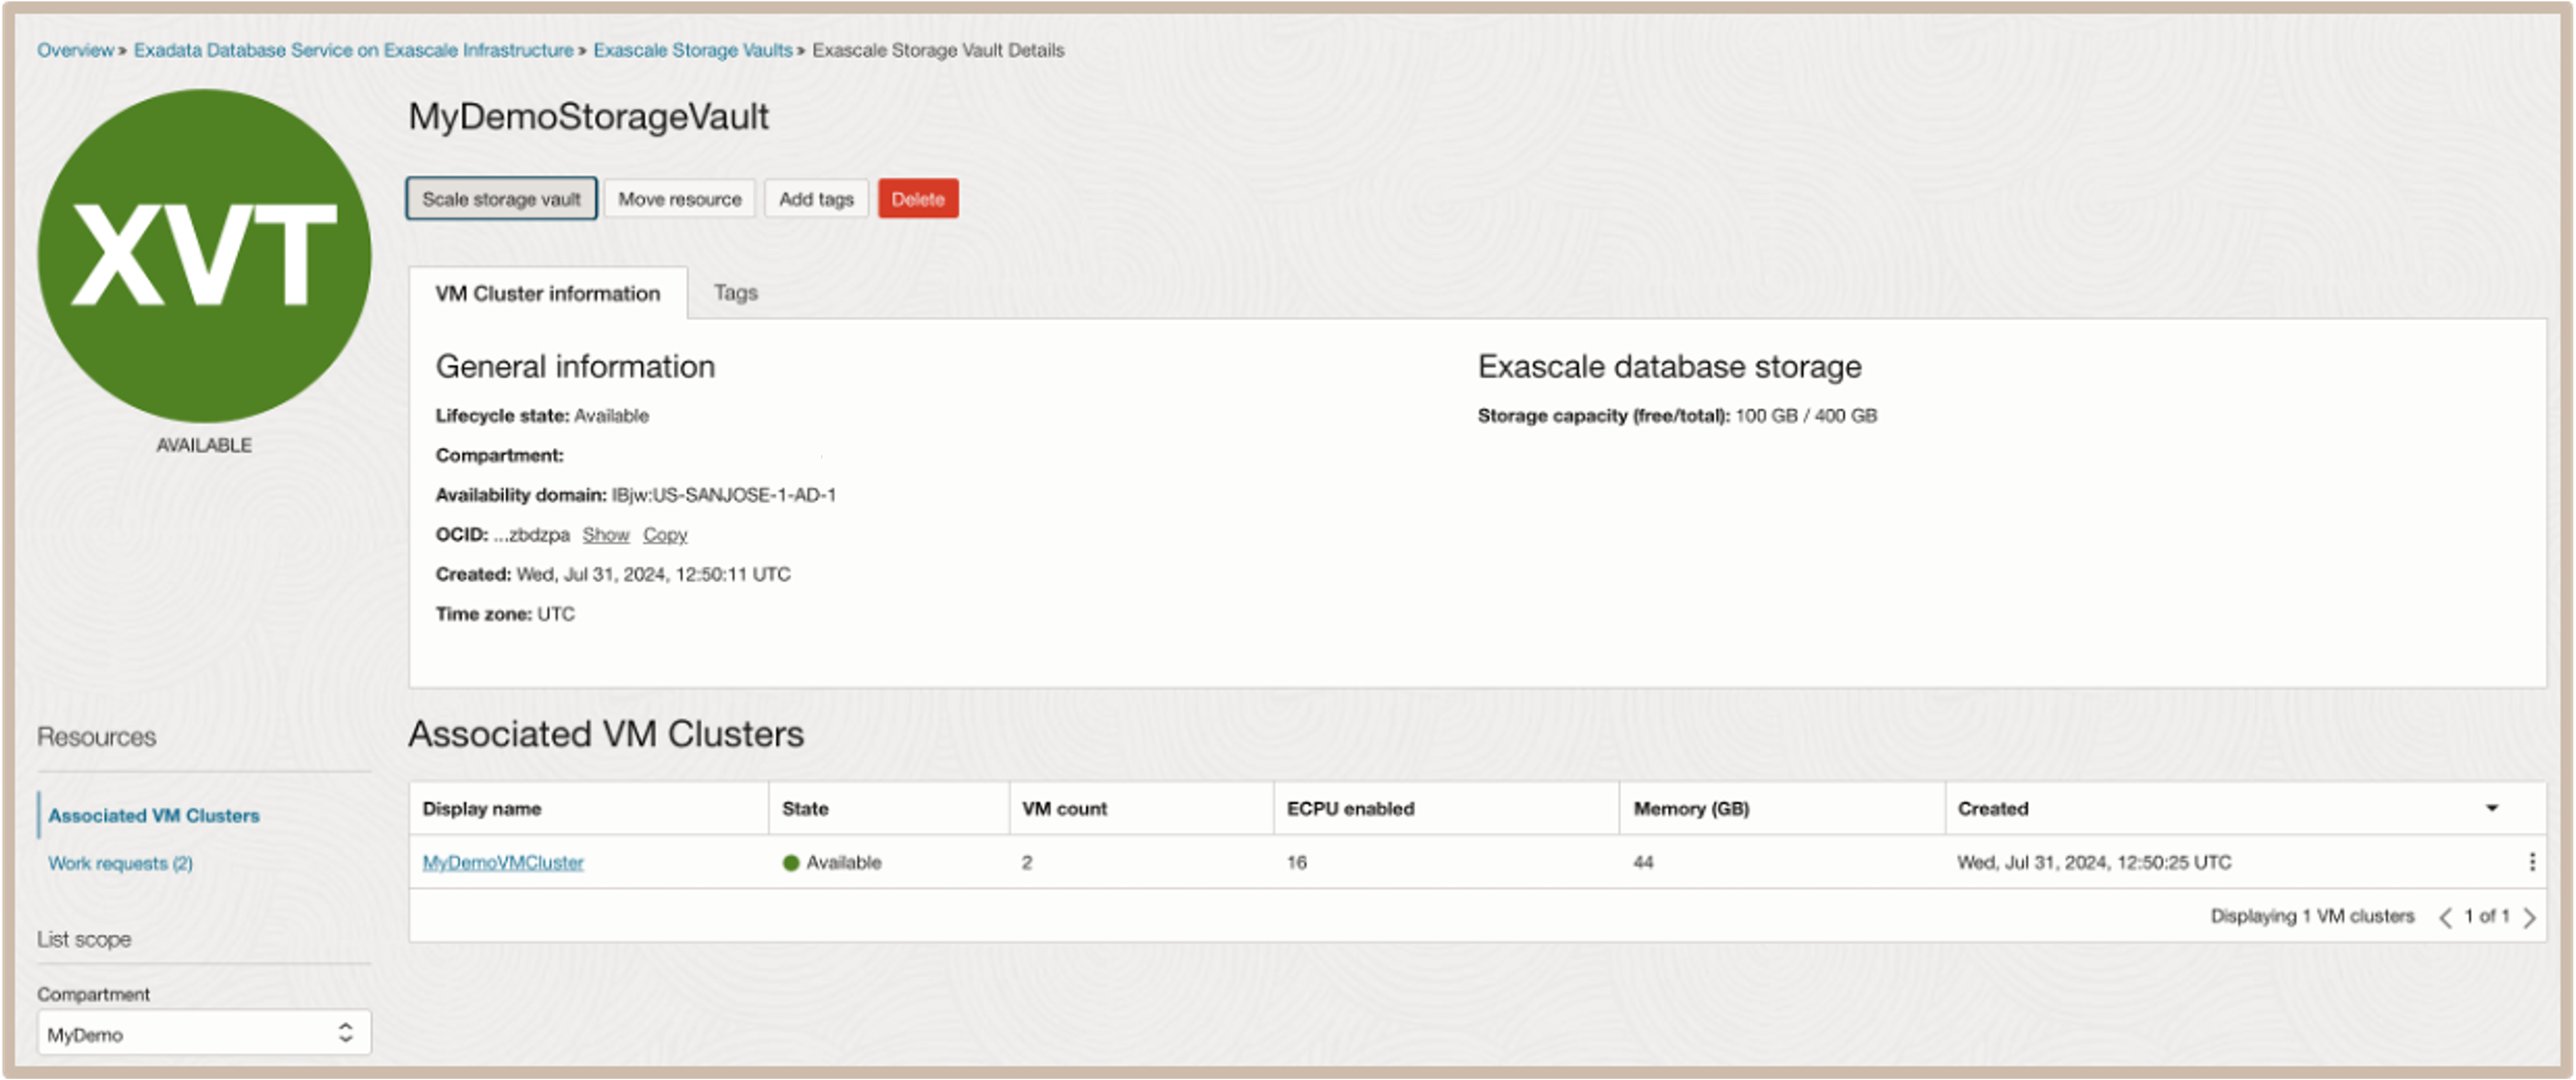 Overview » Exadata Database Service on Exascale Infrastructure » Exascale Storage Vaults » Exascale Storage Vault Details
XVT
AVAILABLE
MyDemoStorageVault
Scale storage vault Move resource Add tags Delete
VM Cluster information Tags
General information
Lifecycle state: Available
Compartment:
Availability domain: IBjw:US-SANJOSE-1-AD-1
OCID: ...zbdzpa Show Copy
Created: Wed, Jul 31, 2024, 12:50:11 UTC
Time zone: UTC
Exascale database storage
Storage capacity (free/total): 100 GB / 400 GB
Resources
Associated VM Clusters
Work requests (2)
List scope
Compartment
MyDemo
Associated VM Clusters
Display name State VM count ECPU enabled Memory (GB) Created
MyDemoVMCluster Available 2 16 44 Wed, Jul 31, 2024, 12:50:25 UTC
Displaying 1 VM clusters < 1 of 1 >